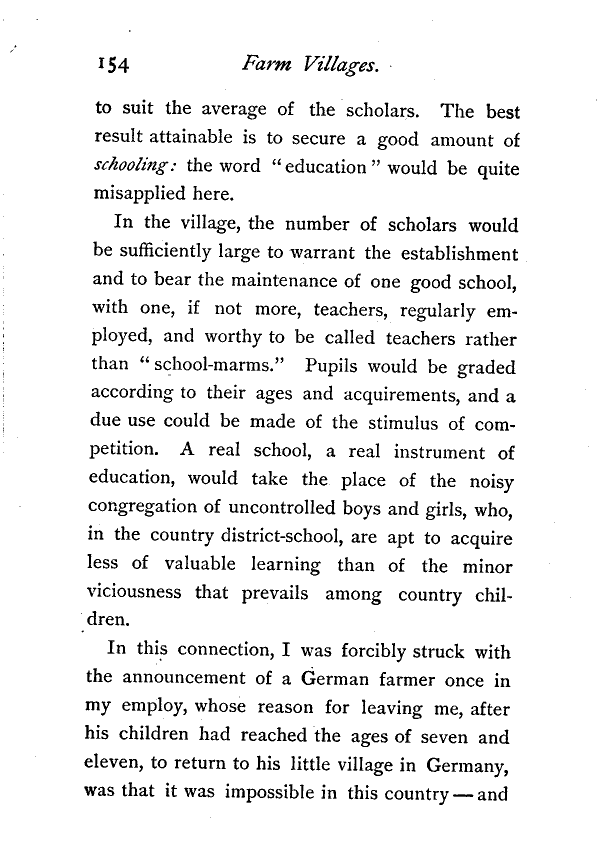 154 Farm Villages.
to suit the average of the scholars. The best
result attainable is to secure a good amount of
schooling: the word “education” would be quite
misapplied here.
In the village, the number of scholars would
be sufficiently large to warrant the establishment
and to bear the maintenance of one good school,
with one, if not more, teachers, regularly em-
ployed, and worthy to be called teachers rather
than “school-marms.” Pupils would be graded
according to their ages and acquirements, and a
due use could be made of the stimulus of com-
petition. A real school, a real instrument of
education, would take the place of the noisy
congregation of uncontrolled boys and girls, who,
in the country district-school, are apt to acquire
less of valuable learning than of the minor
viciousness that prevails among country chil-
dren.
In this connection, I was forcibly struck with
the announcement of a German farmer once in
my employ, whose reason for leaving me, after
his children had reached the ages of seven and
eleven, to return to his little village in Germany,
was that it was impossible in this country — and